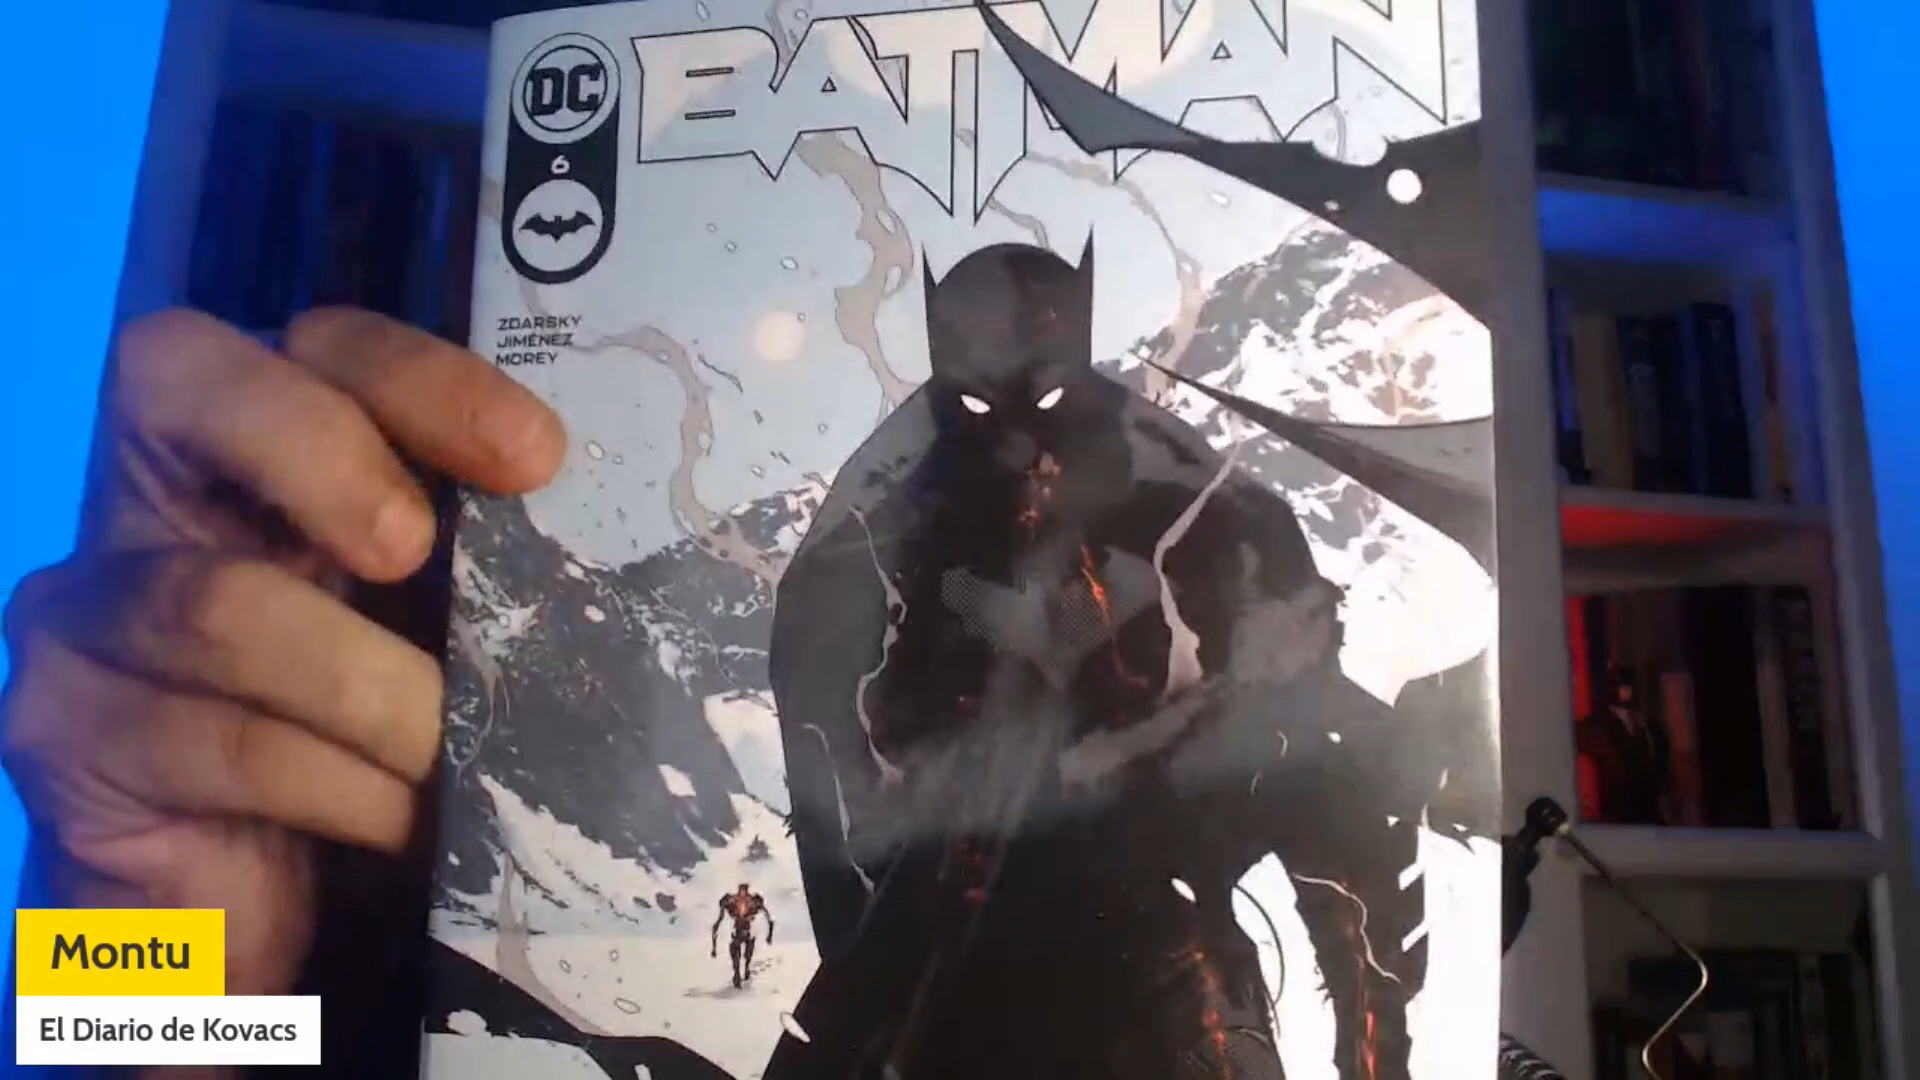 BATMAN
DC
6
ZDARSKY
JIMÉNEZ
MOREY
Montu
El Diario de Kovacs